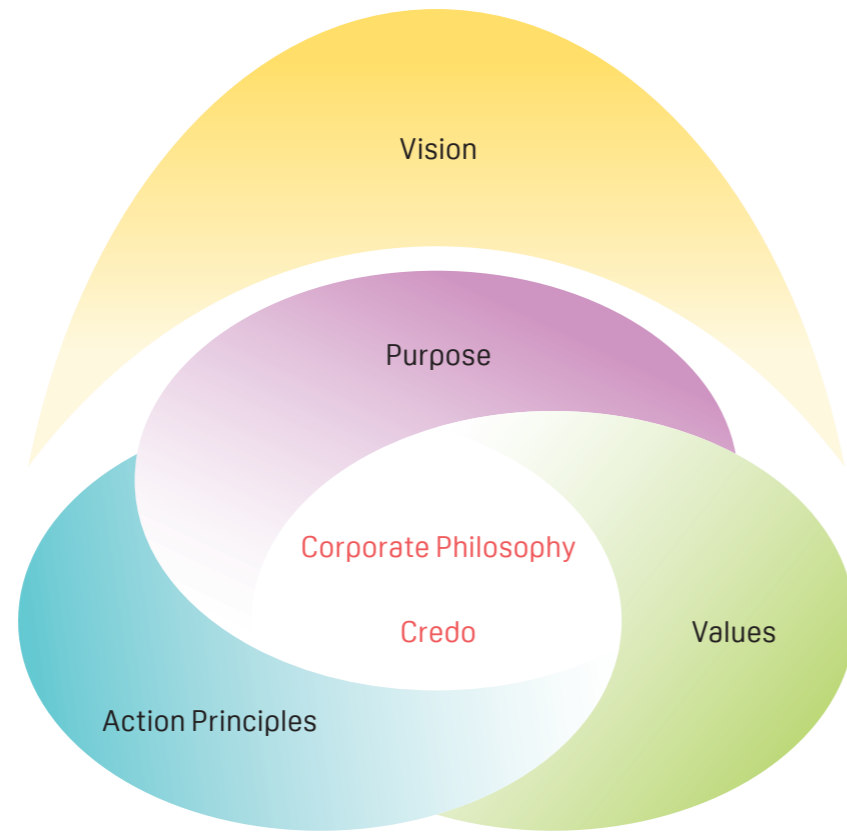 Vision
Purpose
Corporate Philosophy
Credo
Values
Action Principles